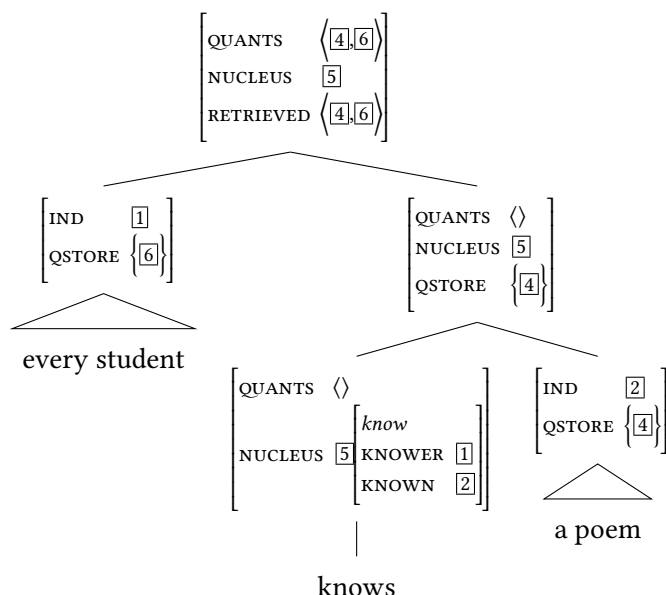 QUANTS ⟨4,6⟩
NUCLEUS 5
RETRIEVED ⟨4,6⟩
IND 1
QSTORE {6}
every student
QUANTS ⟨⟩
NUCLEUS 5
QSTORE {4}
QUANTS ⟨⟩
NUCLEUS 5
know
KNOWER 1
KNOWN 2
knows
IND 2
QSTORE {4}
a poem